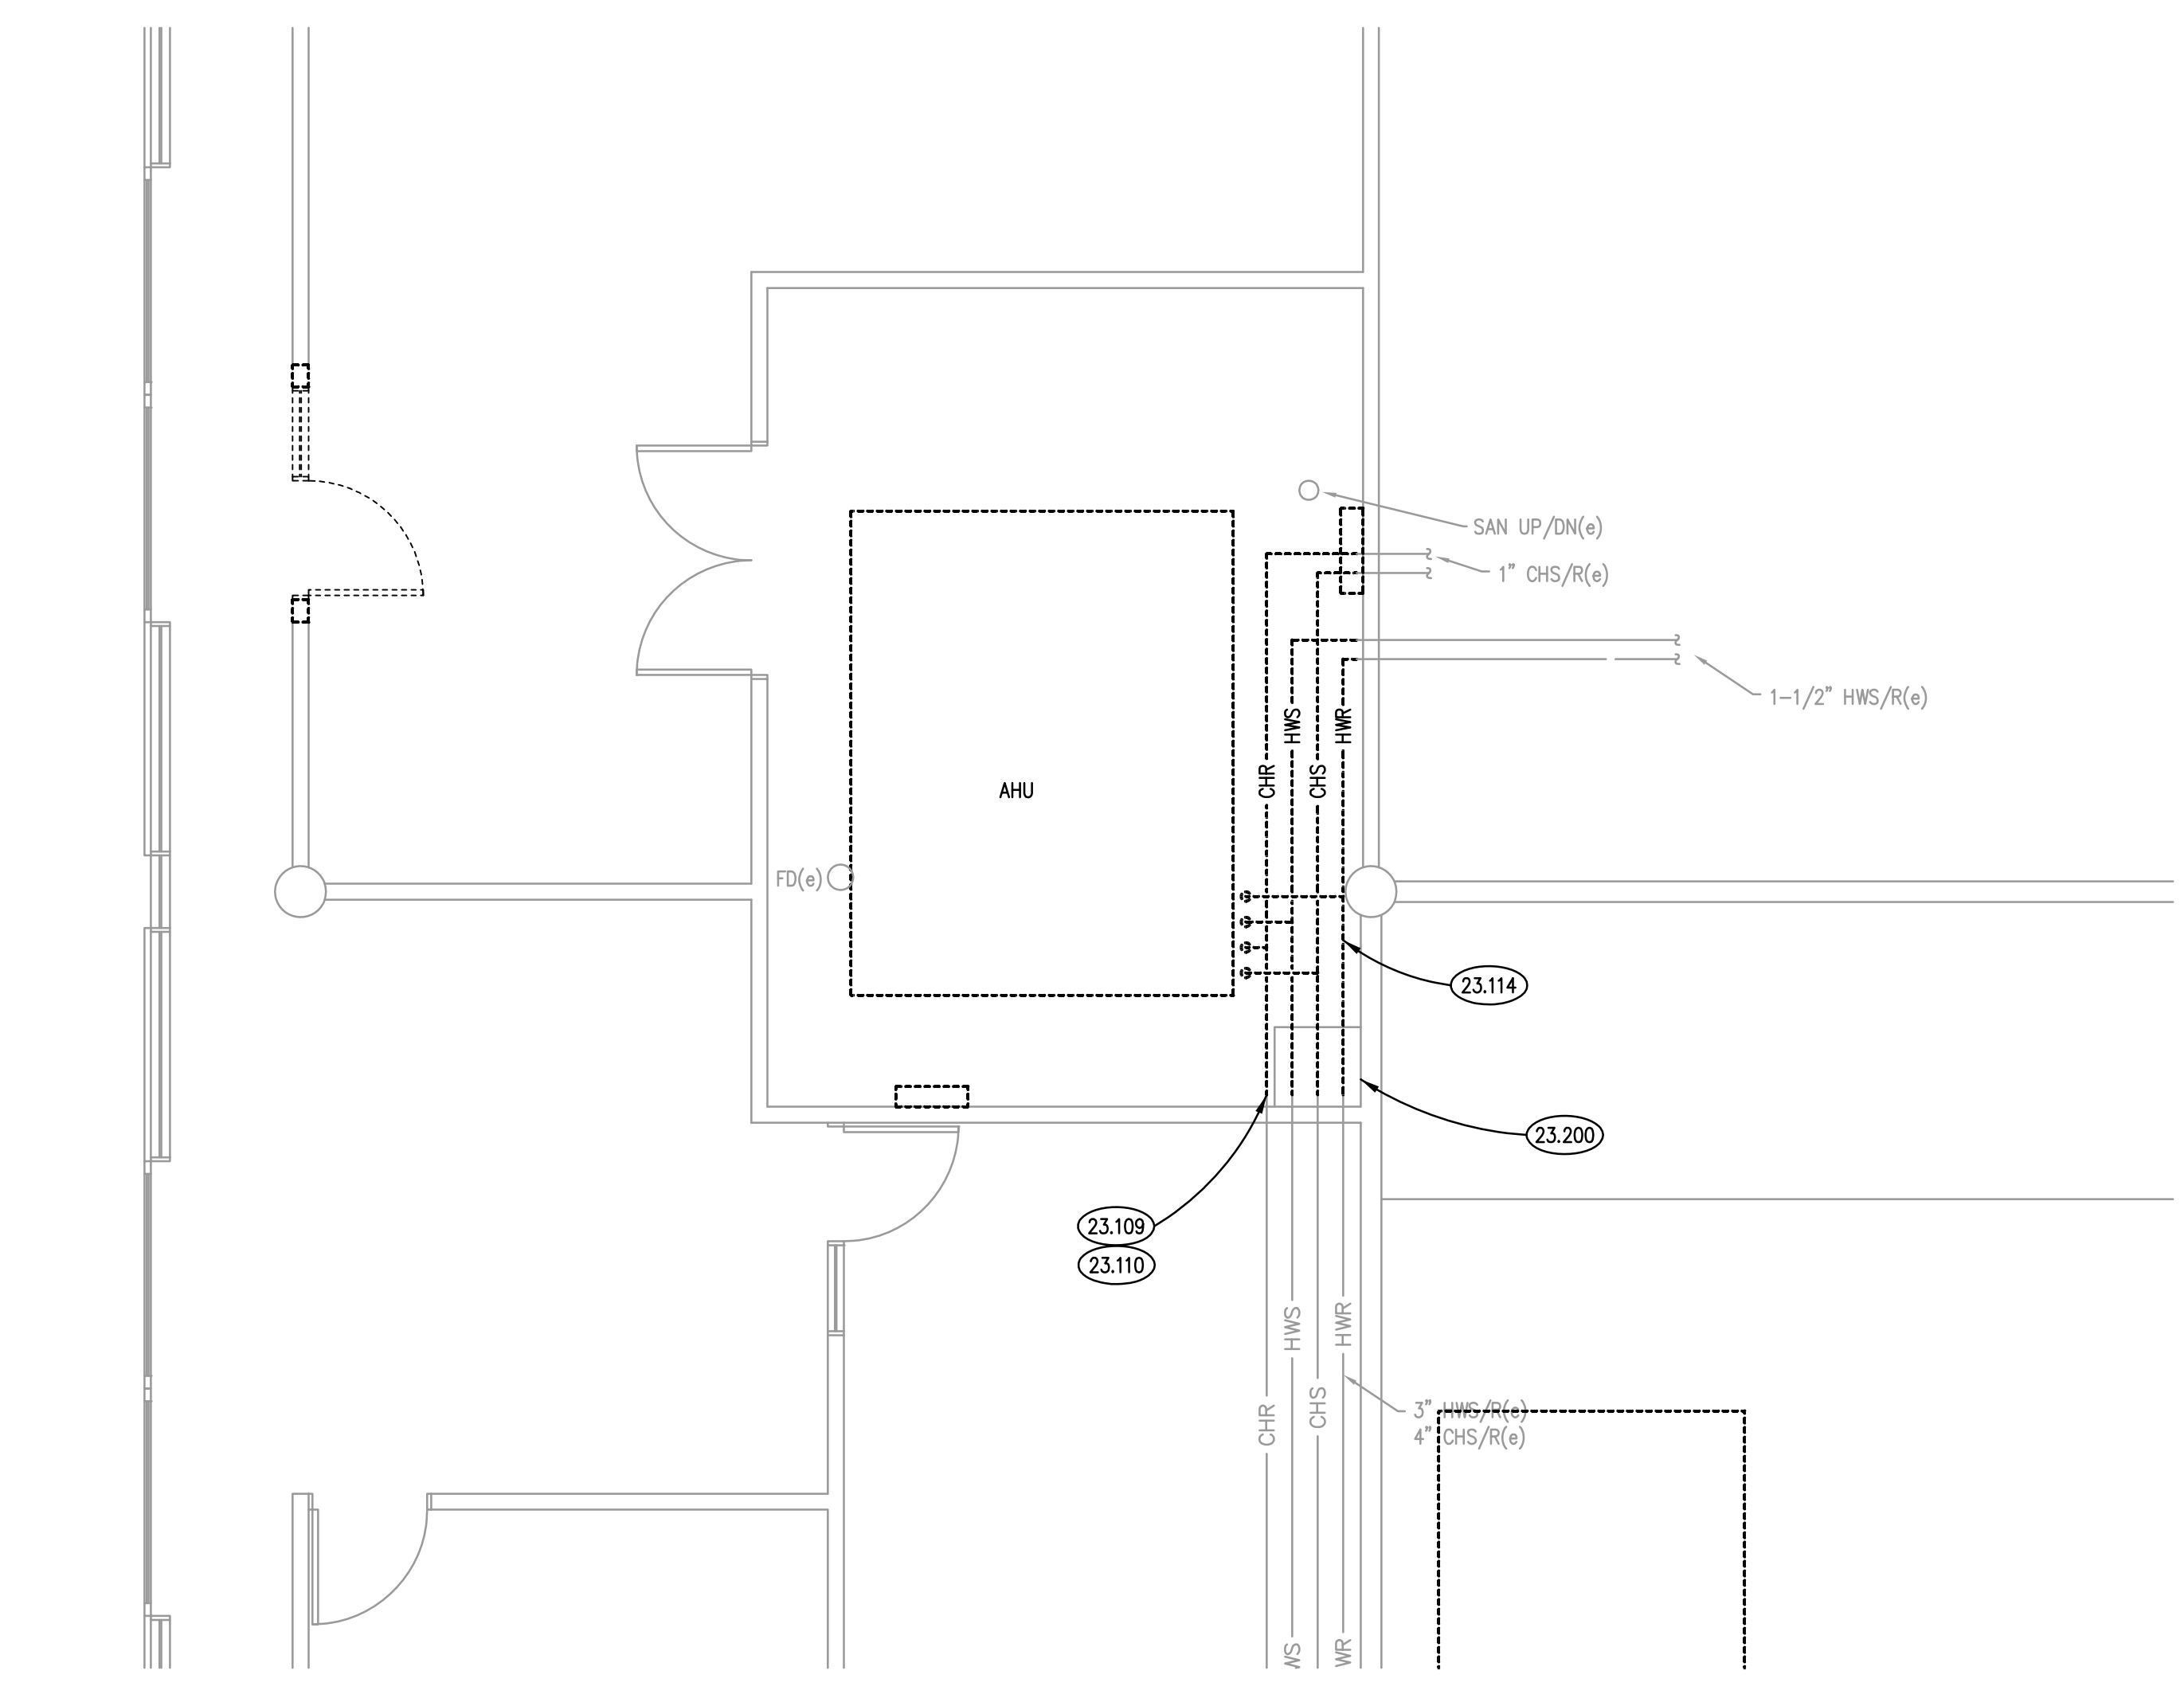 SAN UP/DN(e)
1" CHS/R(e)
1-1/2" HWS/R(e)
HWS
HWR
CHR
CHS
AHU
FD(e)
23.114
23.200
23.109
23.110
HWS
HWR
CHR
CHS
3" HWS/R(e)
4" CHS/R(e)
WS
WR